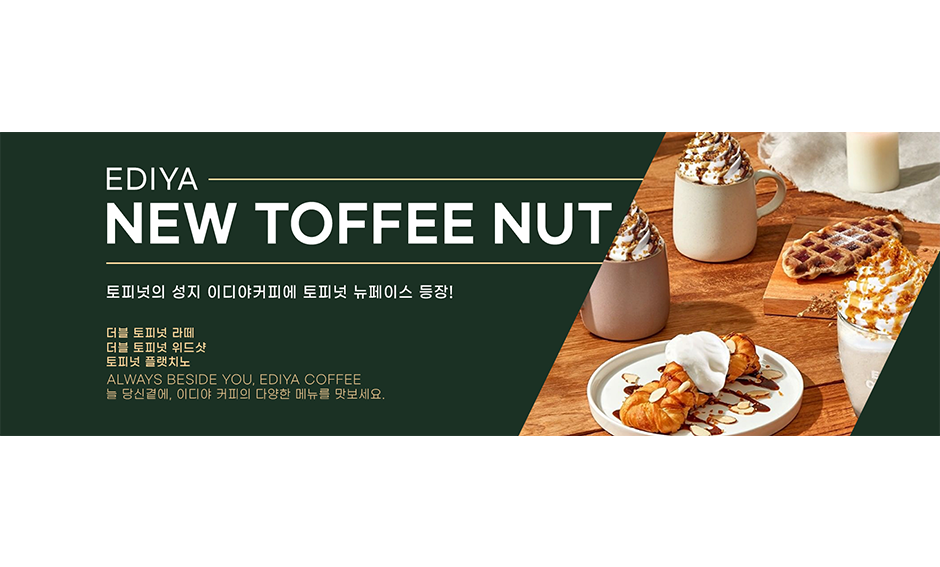 EDIYA
NEW TOFFEE NUT
토피넛의 성지 이디야커피에 토피넛 뉴페이스 등장!
더블 토피넛 라떼
더블 토피넛 위드샷
토피넛 플랫치노
ALWAYS BESIDE YOU, EDIYA COFFEE
늘 당신곁에, 이디야 커피의 다양한 메뉴를 맛보세요.